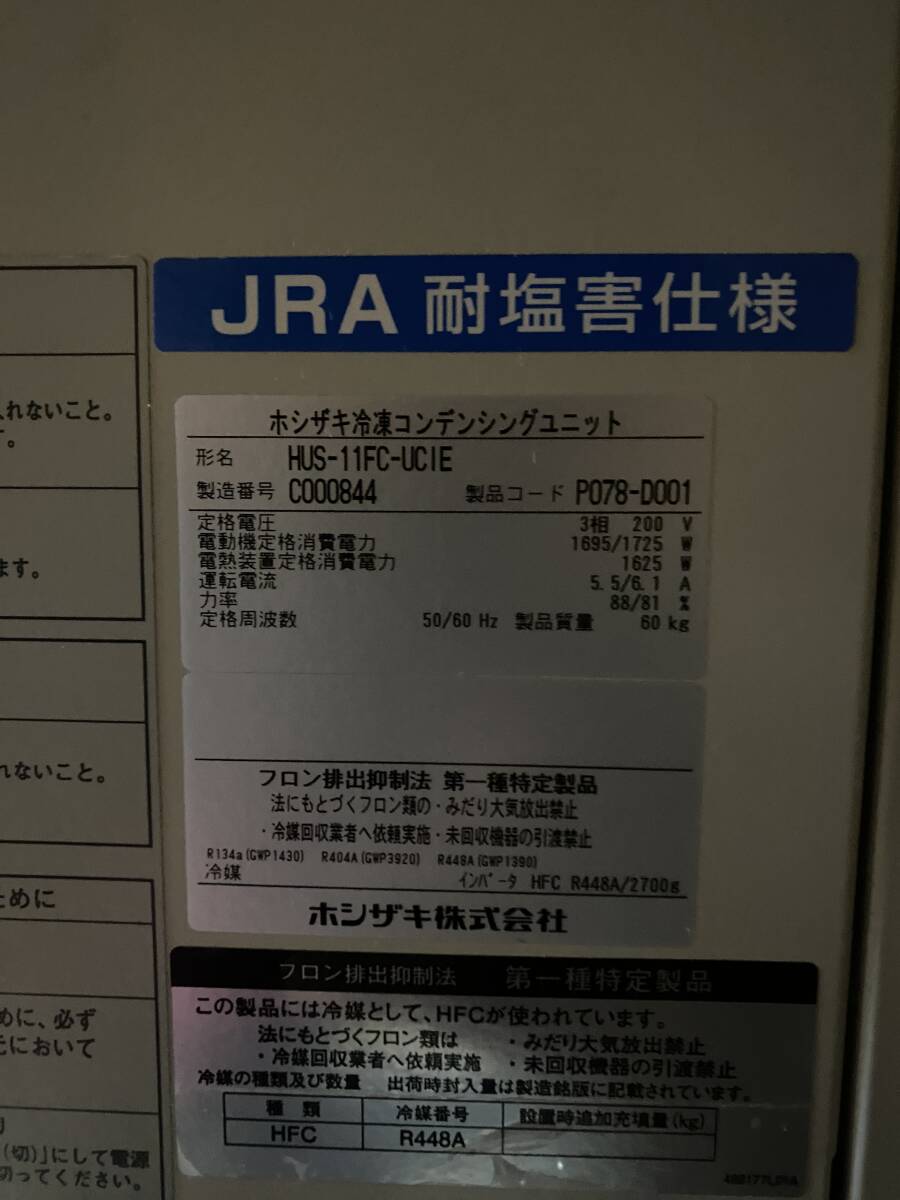 JRA 耐塩害仕様
ホシザキ冷凍コンデンシングユニット
形名 HUS-11FC-UCIE
製造番号 C000844 製品コード P078-D001
定格電圧 3相 200 V
電動機定格消費電力 1695/1725 W
電熱装置定格消費電力 1625 W
運転電流 5.5/6.1 A
力率 88/81 %
定格周波数 50/60 Hz 製品質量 60 kg
フロン排出抑制法 第一種特定製品
法にもとづくフロン類の・みだり大気放出禁止
・冷媒回収業者へ依頼実施・未回収機器の引渡禁止
R134a(GWP1430) R404A(GWP3920) R448A(GWP1390)
冷媒 インバータ HFC R448A/2700g
ホシザキ株式会社
フロン排出抑制法 第一種特定製品
この製品には冷媒として、HFCが使われています。
法にもとづくフロン類は ・みだり大気放出禁止
・冷媒回収業者へ依頼実施 ・未回収機器の引渡禁止
冷媒の種類及び数量 出荷時封入量は製造銘版に記載されています。
種類 冷媒番号 設置時追加充填量(kg)
HFC R448A
れないこと。
ます。
れないこと。
ために
めに、必ず
元において
(切)」にして電源
切ってください。